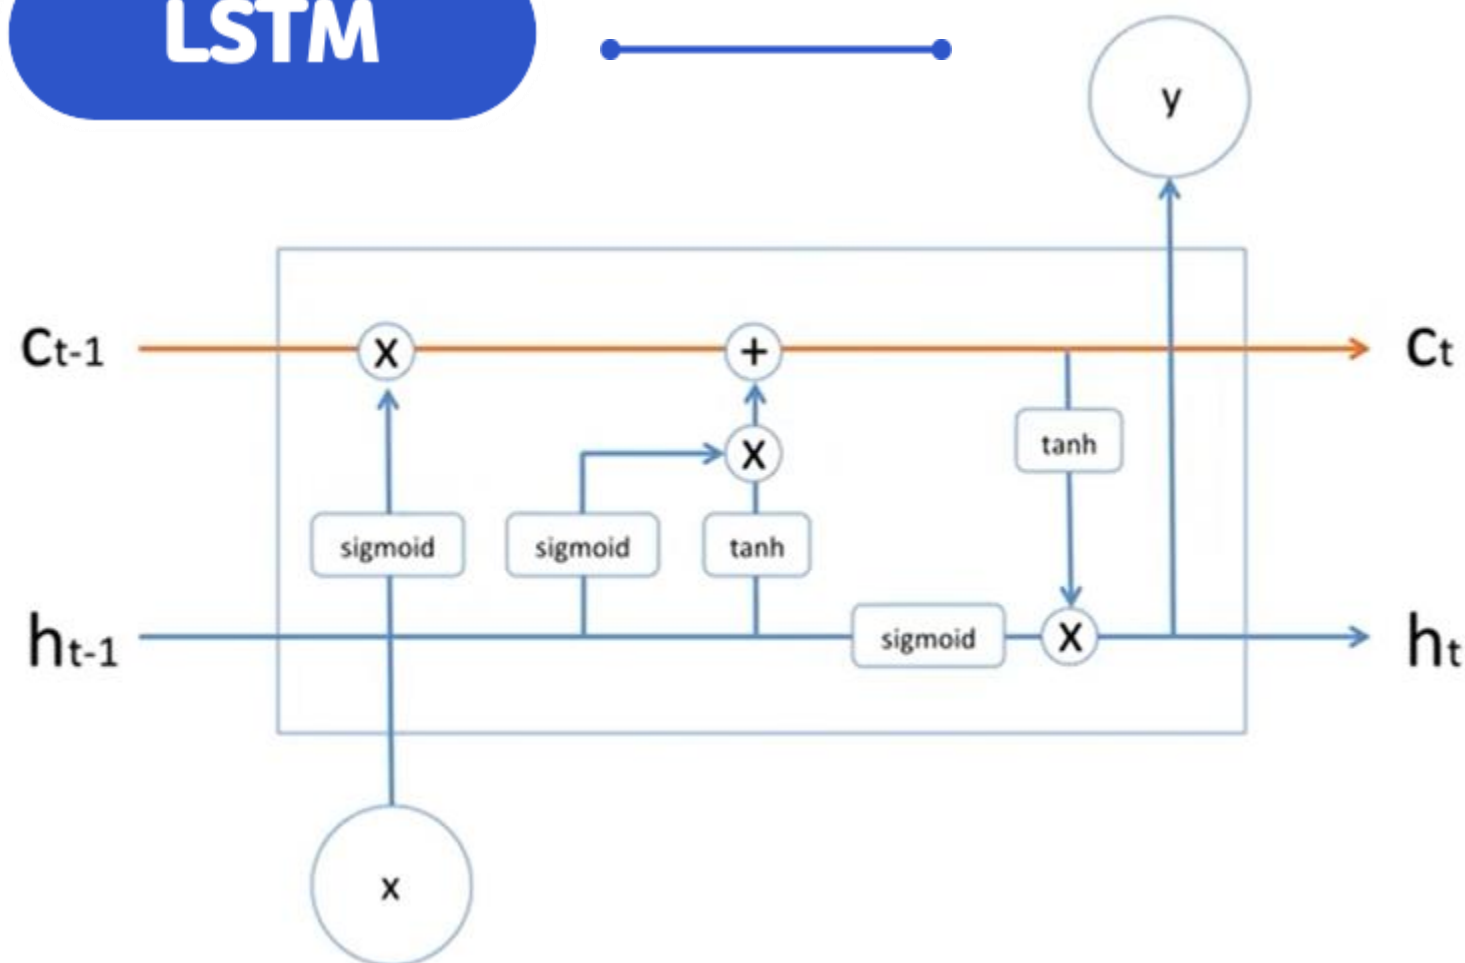 LSTM
y
Ct-1
X
+
Ct
X
tanh
sigmoid
sigmoid
tanh
ht-1
sigmoid
X
ht
x